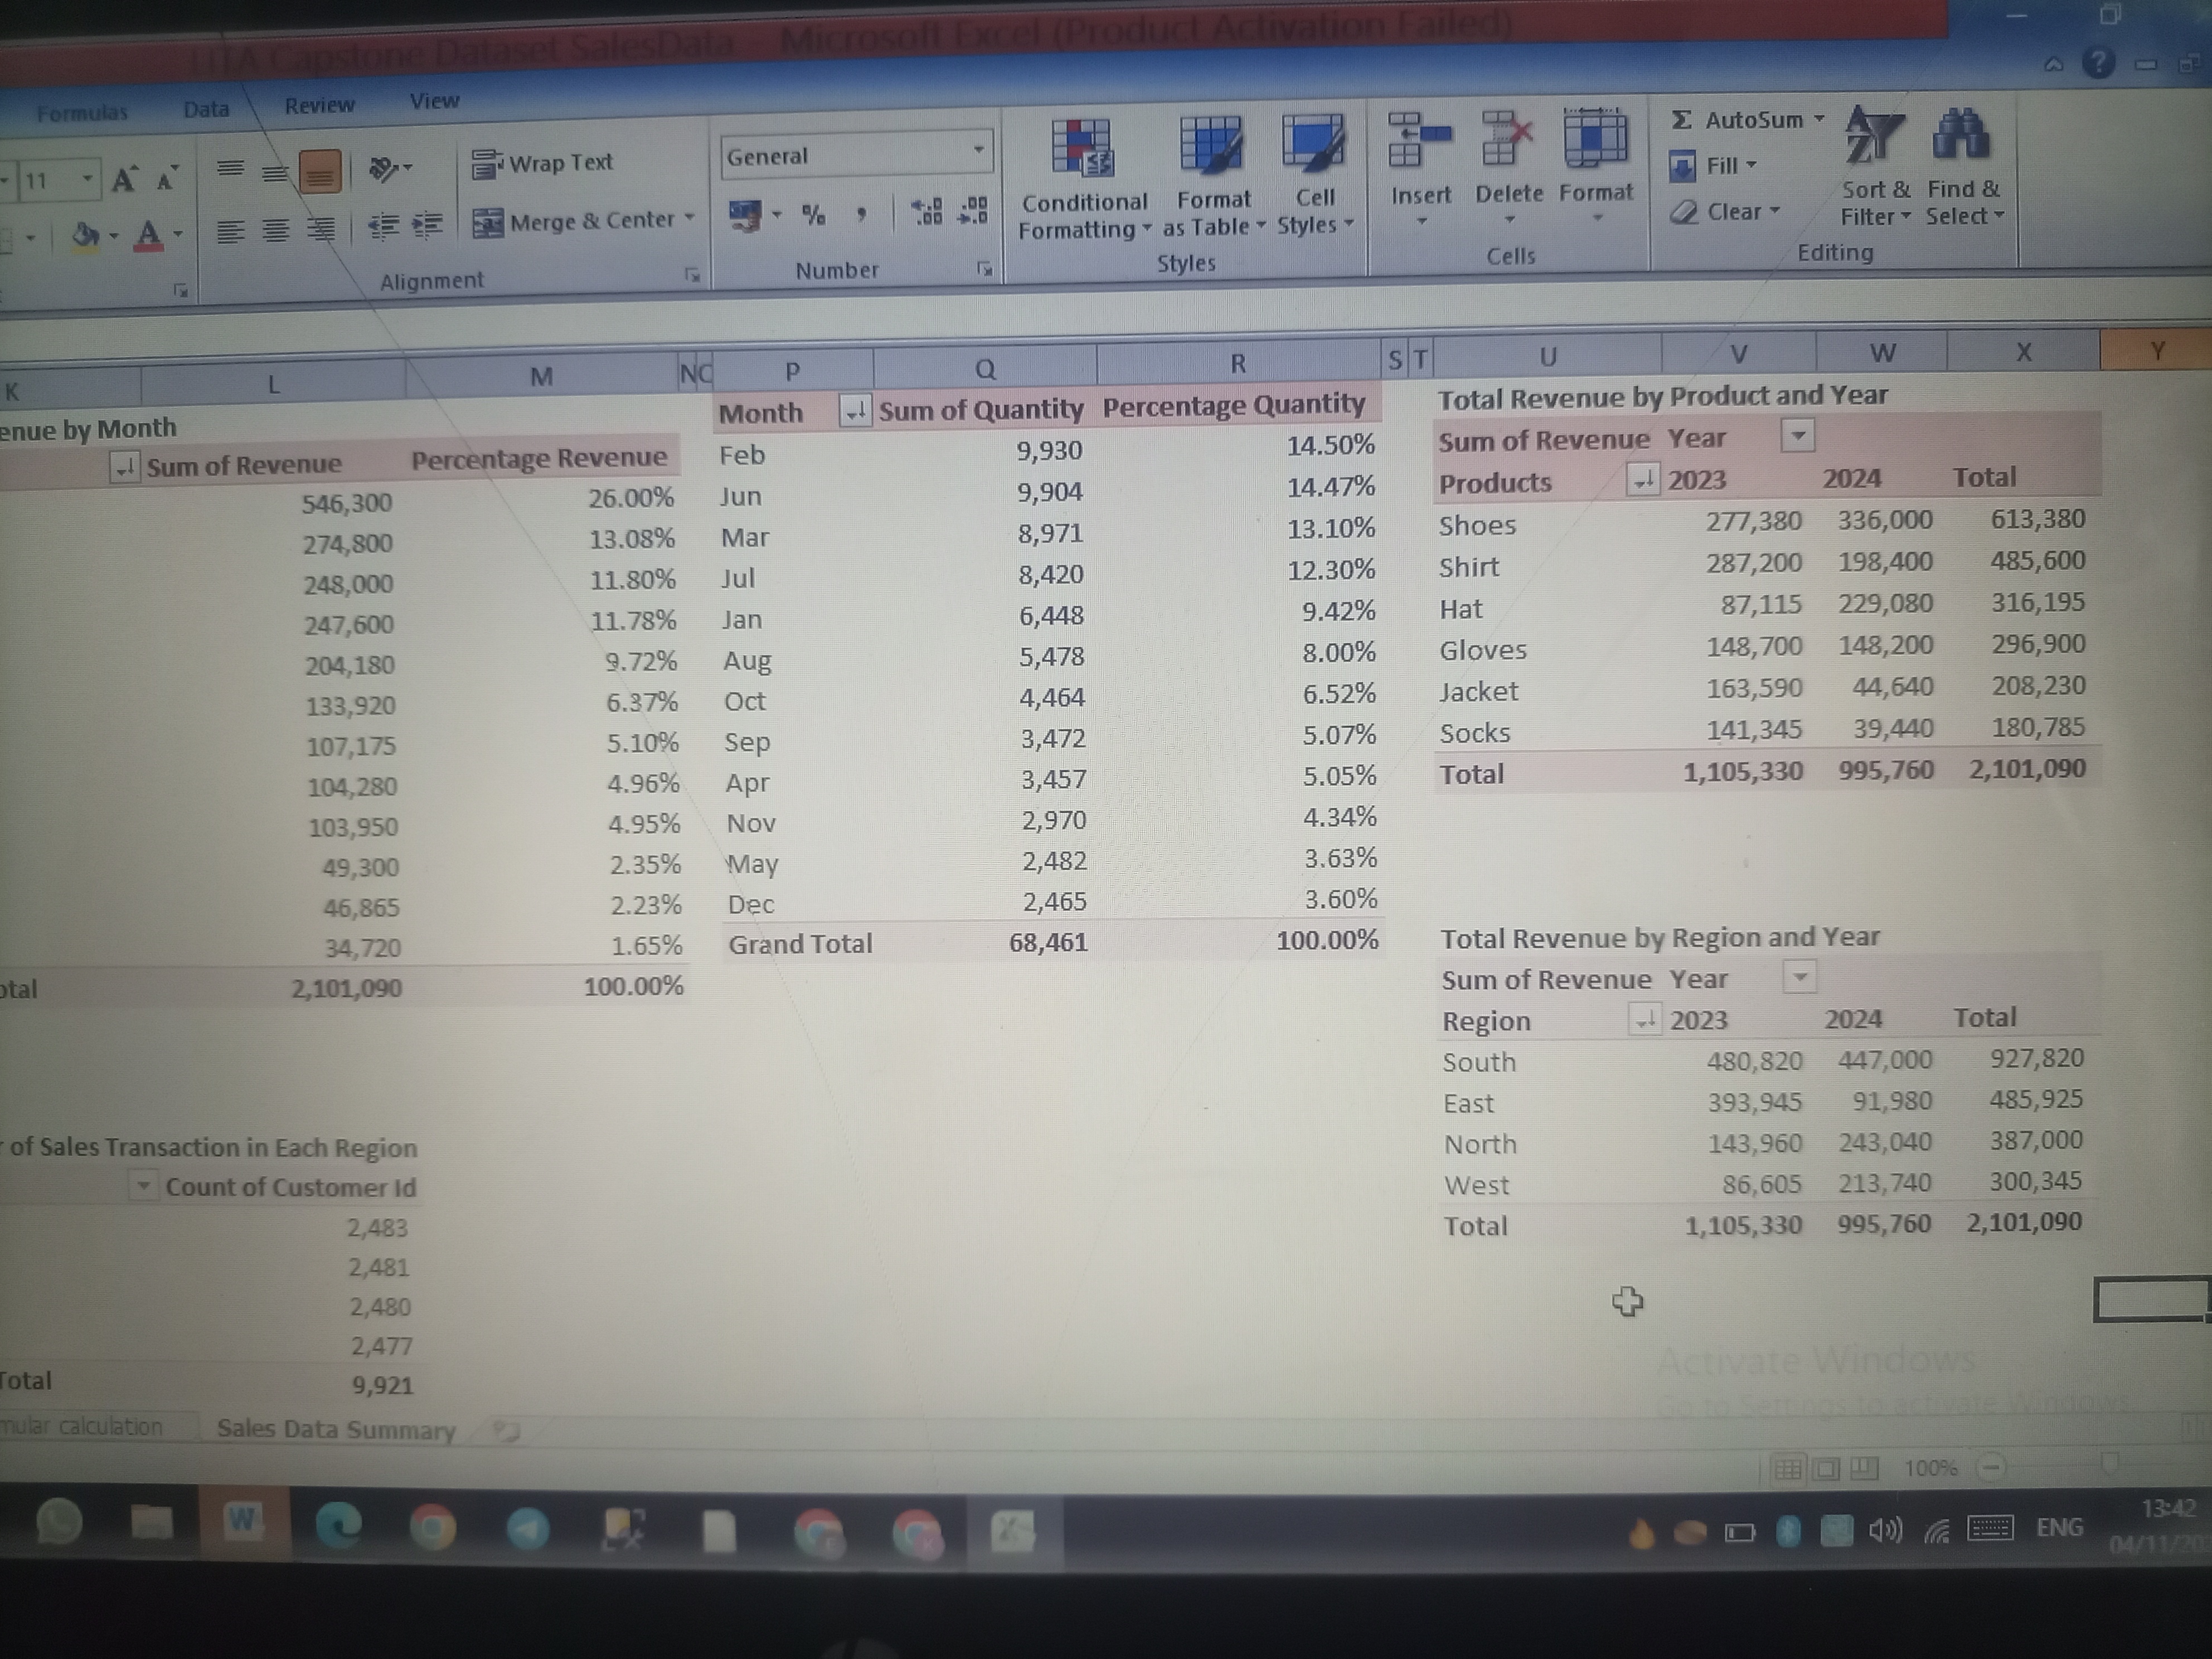 LITA Capstone Dataset SalesData - Microsoft Excel (Product Activation Failed)
Formulas Data Review View
11 A A Wrap Text General AutoSum
Fill
Merge & Center % , Conditional Formatting Format as Table Cell Styles Insert Delete Format Clear Sort & Filter Find & Select
Alignment Number Styles Cells Editing
K L M N P Q R S T U V W X Y
enue by Month
Sum of Revenue Percentage Revenue
546,300 26.00%
274,800 13.08%
248,000 11.80%
247,600 11.78%
204,180 9.72%
133,920 6.37%
107,175 5.10%
104,280 4.96%
103,950 4.95%
49,300 2.35%
46,865 2.23%
34,720 1.65%
otal 2,101,090 100.00%
Month Sum of Quantity Percentage Quantity
Feb 9,930 14.50%
Jun 9,904 14.47%
Mar 8,971 13.10%
Jul 8,420 12.30%
Jan 6,448 9.42%
Aug 5,478 8.00%
Oct 4,464 6.52%
Sep 3,472 5.07%
Apr 3,457 5.05%
Nov 2,970 4.34%
May 2,482 3.63%
Dec 2,465 3.60%
Grand Total 68,461 100.00%
Total Revenue by Product and Year
Sum of Revenue Year
Products 2023 2024 Total
Shoes 277,380 336,000 613,380
Shirt 287,200 198,400 485,600
Hat 87,115 229,080 316,195
Gloves 148,700 148,200 296,900
Jacket 163,590 44,640 208,230
Socks 141,345 39,440 180,785
Total 1,105,330 995,760 2,101,090
Total Revenue by Region and Year
Sum of Revenue Year
Region 2023 2024 Total
South 480,820 447,000 927,820
East 393,945 91,980 485,925
North 143,960 243,040 387,000
West 86,605 213,740 300,345
Total 1,105,330 995,760 2,101,090
r of Sales Transaction in Each Region
Count of Customer Id
2,483
2,481
2,480
2,477
Total 9,921
Activate Windows
Go to Settings to activate Windows.
mular calculation Sales Data Summary
100%
ENG 13:42
04/11/20